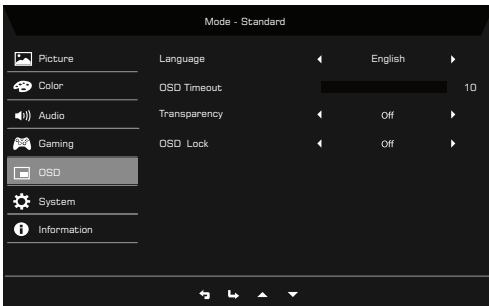 Mode - Standard
Picture
Color
Audio
Gaming
OSD
System
Information
Language English
OSD Timeout 10
Transparency Off
OSD Lock Off